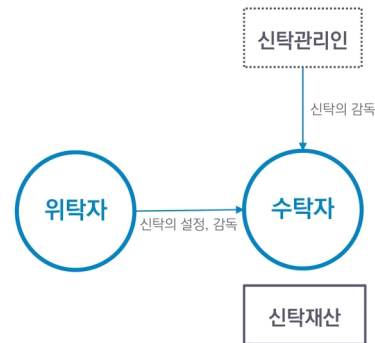 신탁관리인
신탁의 감독
위탁자
신탁의 설정, 감독
수탁자
신탁재산